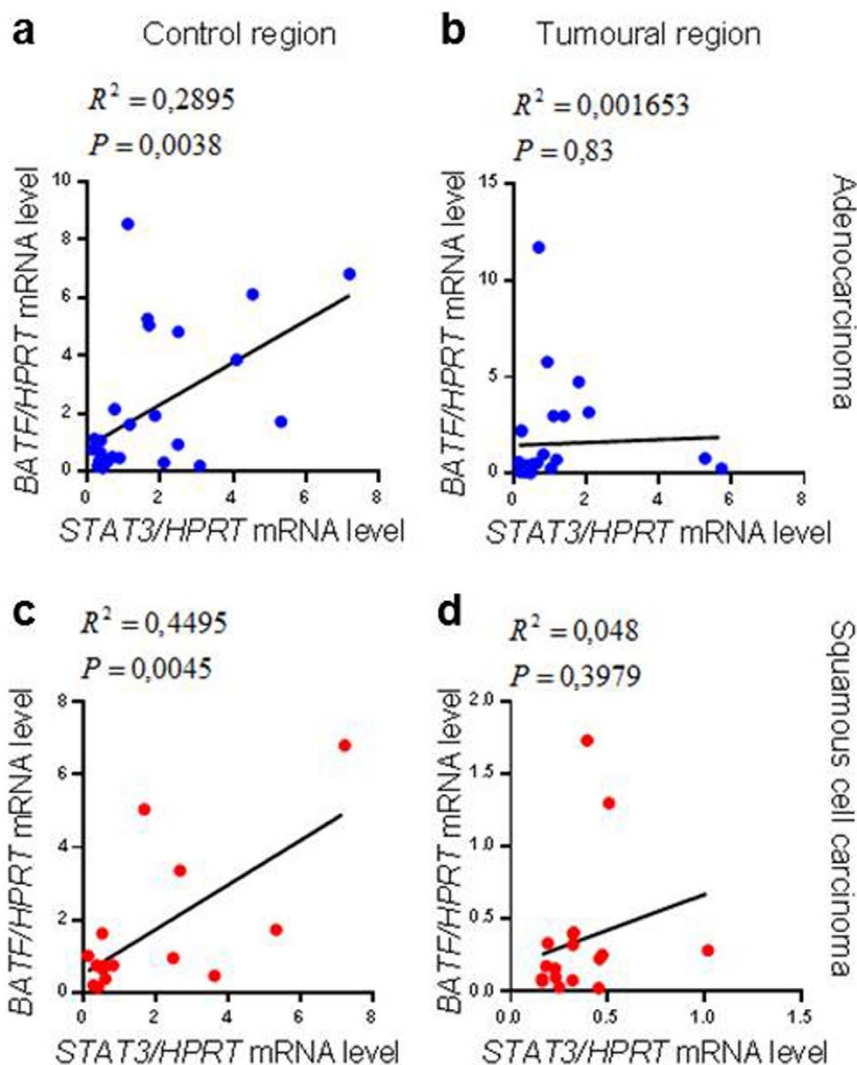 a Control region
b Tumoural region
R² = 0,2895
P = 0,0038
10
8
6
4
2
0
0 2 4 6 8
BATF/HPRT mRNA level
STAT3/HPRT mRNA level
R² = 0,001653
P = 0,83
15
10
5
0
0 2 4 6 8
BATF/HPRT mRNA level
STAT3/HPRT mRNA level
Adenocarcinoma
c
R² = 0,4495
P = 0,0045
8
6
4
2
0
0 2 4 6 8
BATF/HPRT mRNA level
STAT3/HPRT mRNA level
d
R² = 0,048
P = 0,3979
2.0
1.5
1.0
0.5
0.0
0.0 0.5 1.0 1.5
BATF/HPRT mRNA level
STAT3/HPRT mRNA level
Squamous cell carcinoma